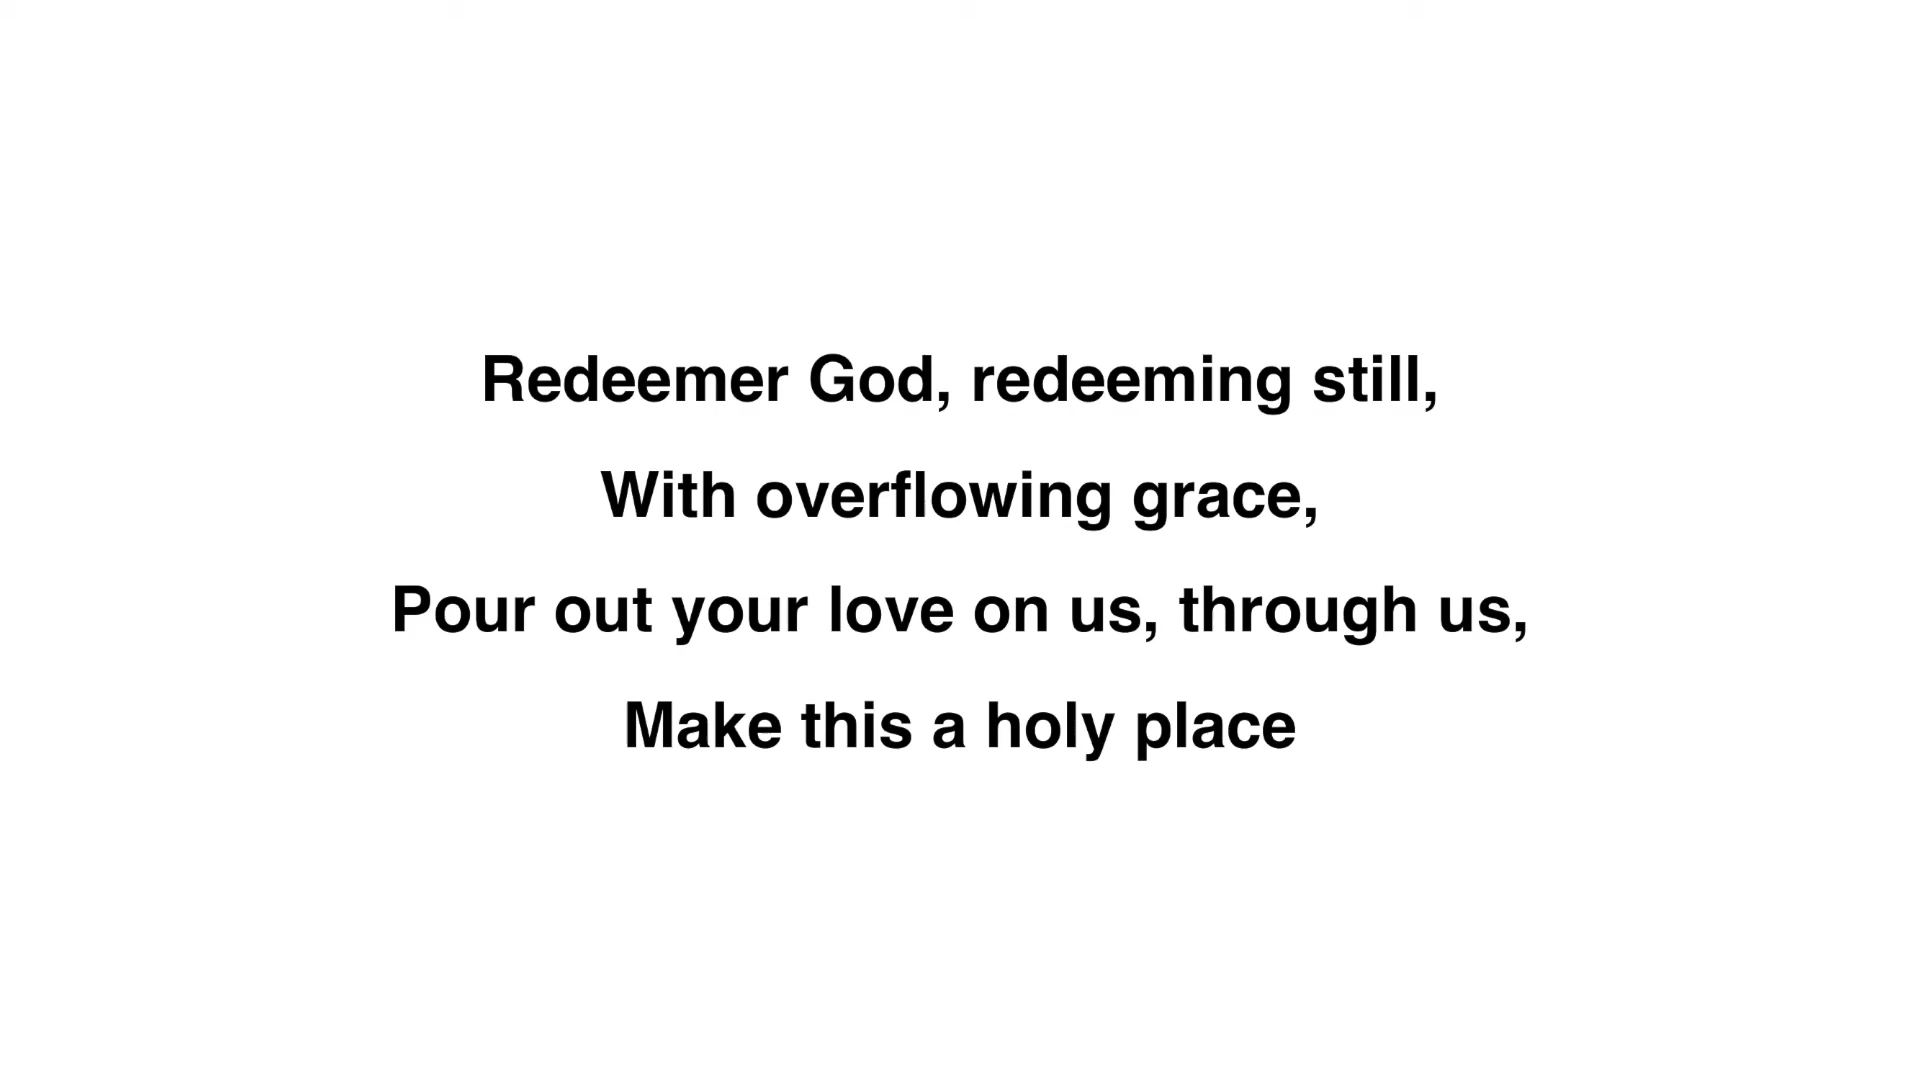 Redeemer God, redeeming still,
With overflowing grace,
Pour out your love on us, through us,
Make this a holy place